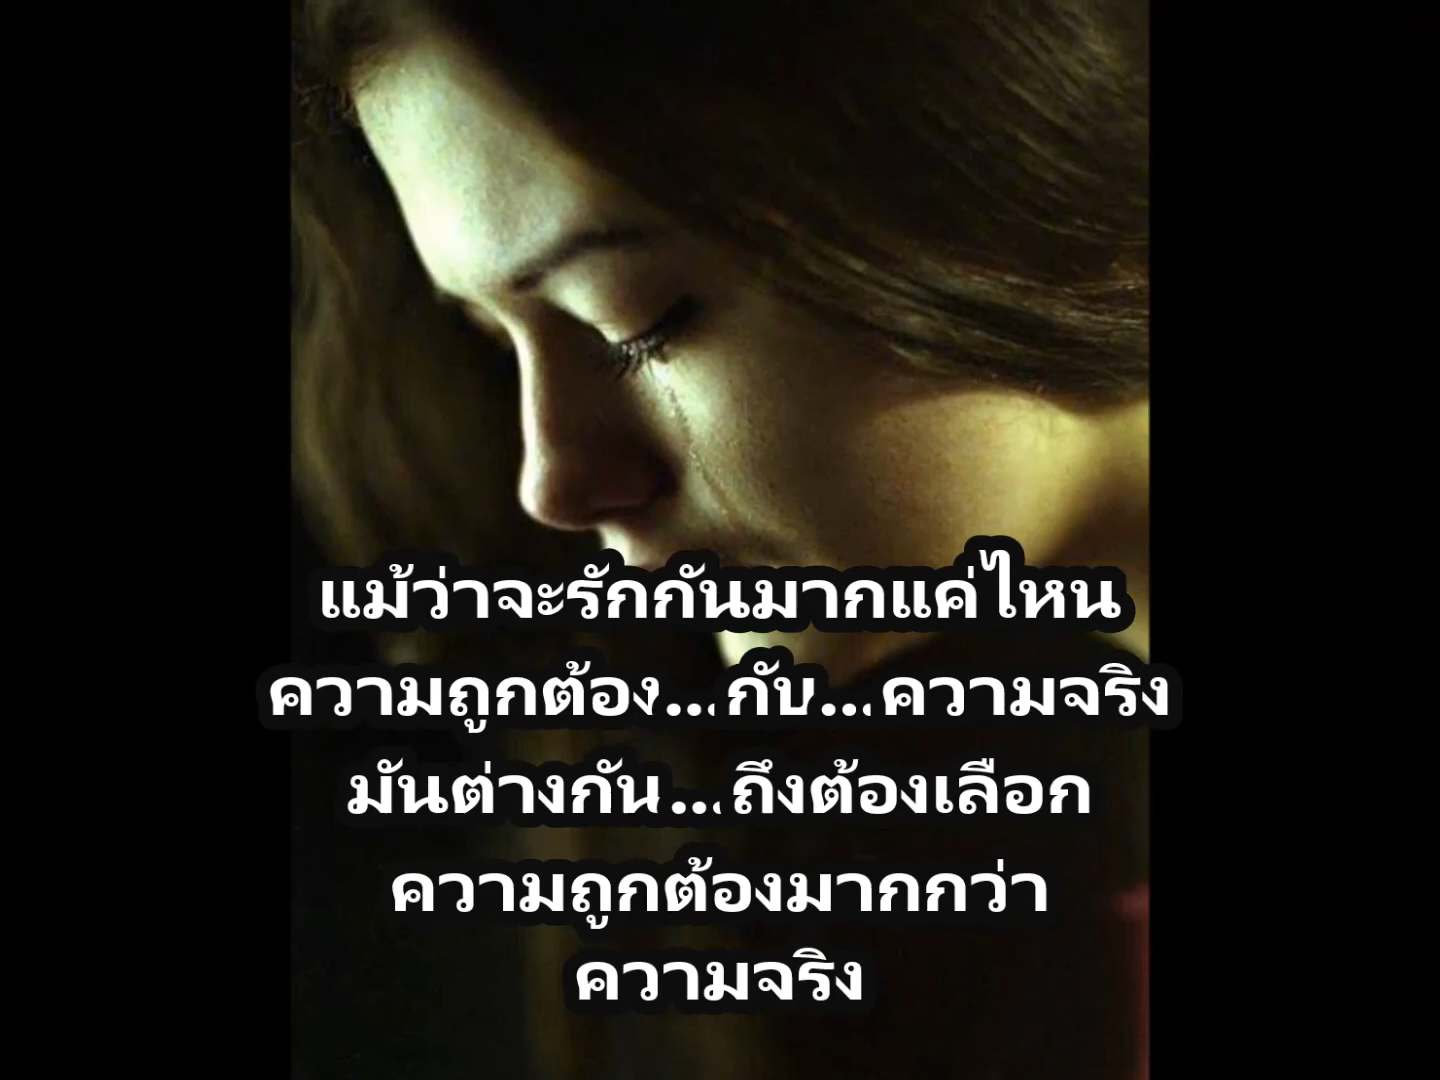 แม้ว่าจะรักกันมากแค่ไหน
ความถูกต้อง...กับ...ความจริง
มันต่างกัน...ถึงต้องเลือก
ความถูกต้องมากกว่า
ความจริง